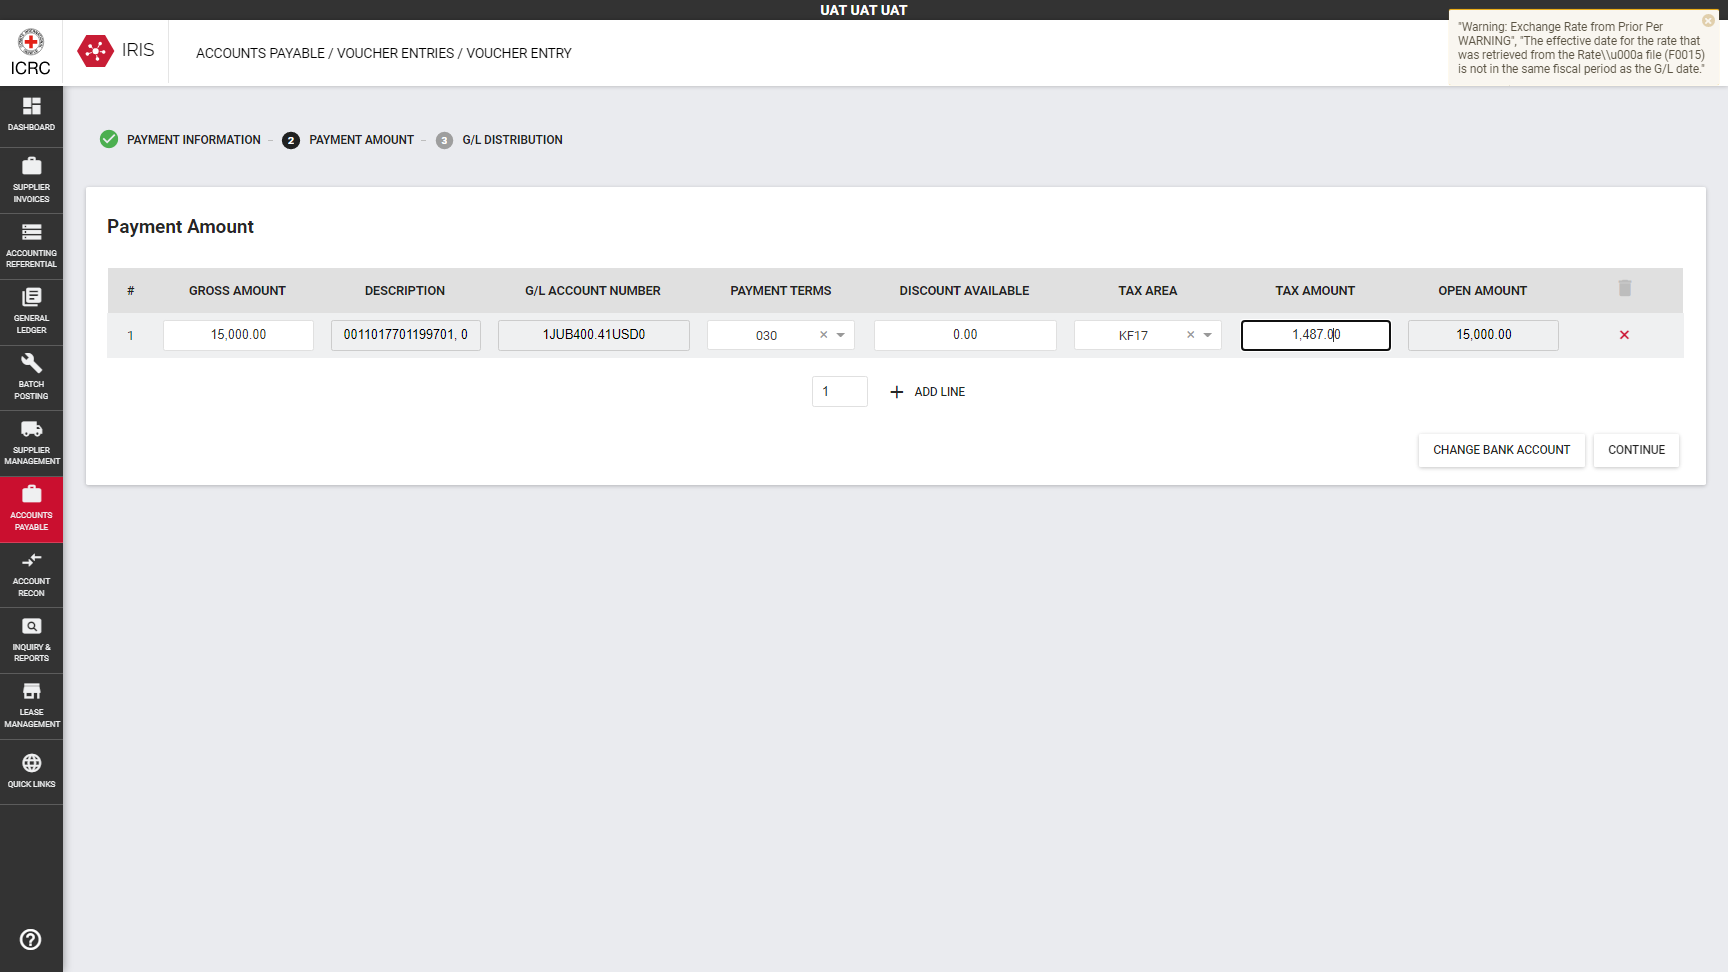 UAT UAT UAT
ICRC
IRIS
ACCOUNTS PAYABLE / VOUCHER ENTRIES / VOUCHER ENTRY
"Warning: Exchange Rate from Prior Per
WARNING", "The effective date for the rate that
was retrieved from the Rate\\u000a file (F0015)
is not in the same fiscal period as the G/L date."
DASHBOARD
SUPPLIER
INVOICES
ACCOUNTING
REFERENTIAL
GENERAL
LEDGER
BATCH
POSTING
SUPPLIER
MANAGEMENT
ACCOUNTS
PAYABLE
ACCOUNT
RECON
INQUIRY &
REPORTS
LEASE
MANAGEMENT
QUICK LINKS
PAYMENT INFORMATION – 2 PAYMENT AMOUNT – 3 G/L DISTRIBUTION
Payment Amount
# GROSS AMOUNT DESCRIPTION G/L ACCOUNT NUMBER PAYMENT TERMS DISCOUNT AVAILABLE TAX AREA TAX AMOUNT OPEN AMOUNT
1 15,000.00 0011017701199701, 0 1JUB400.41USD0 030 0.00 KF17 1,487.00 15,000.00
1 ADD LINE
CHANGE BANK ACCOUNT CONTINUE